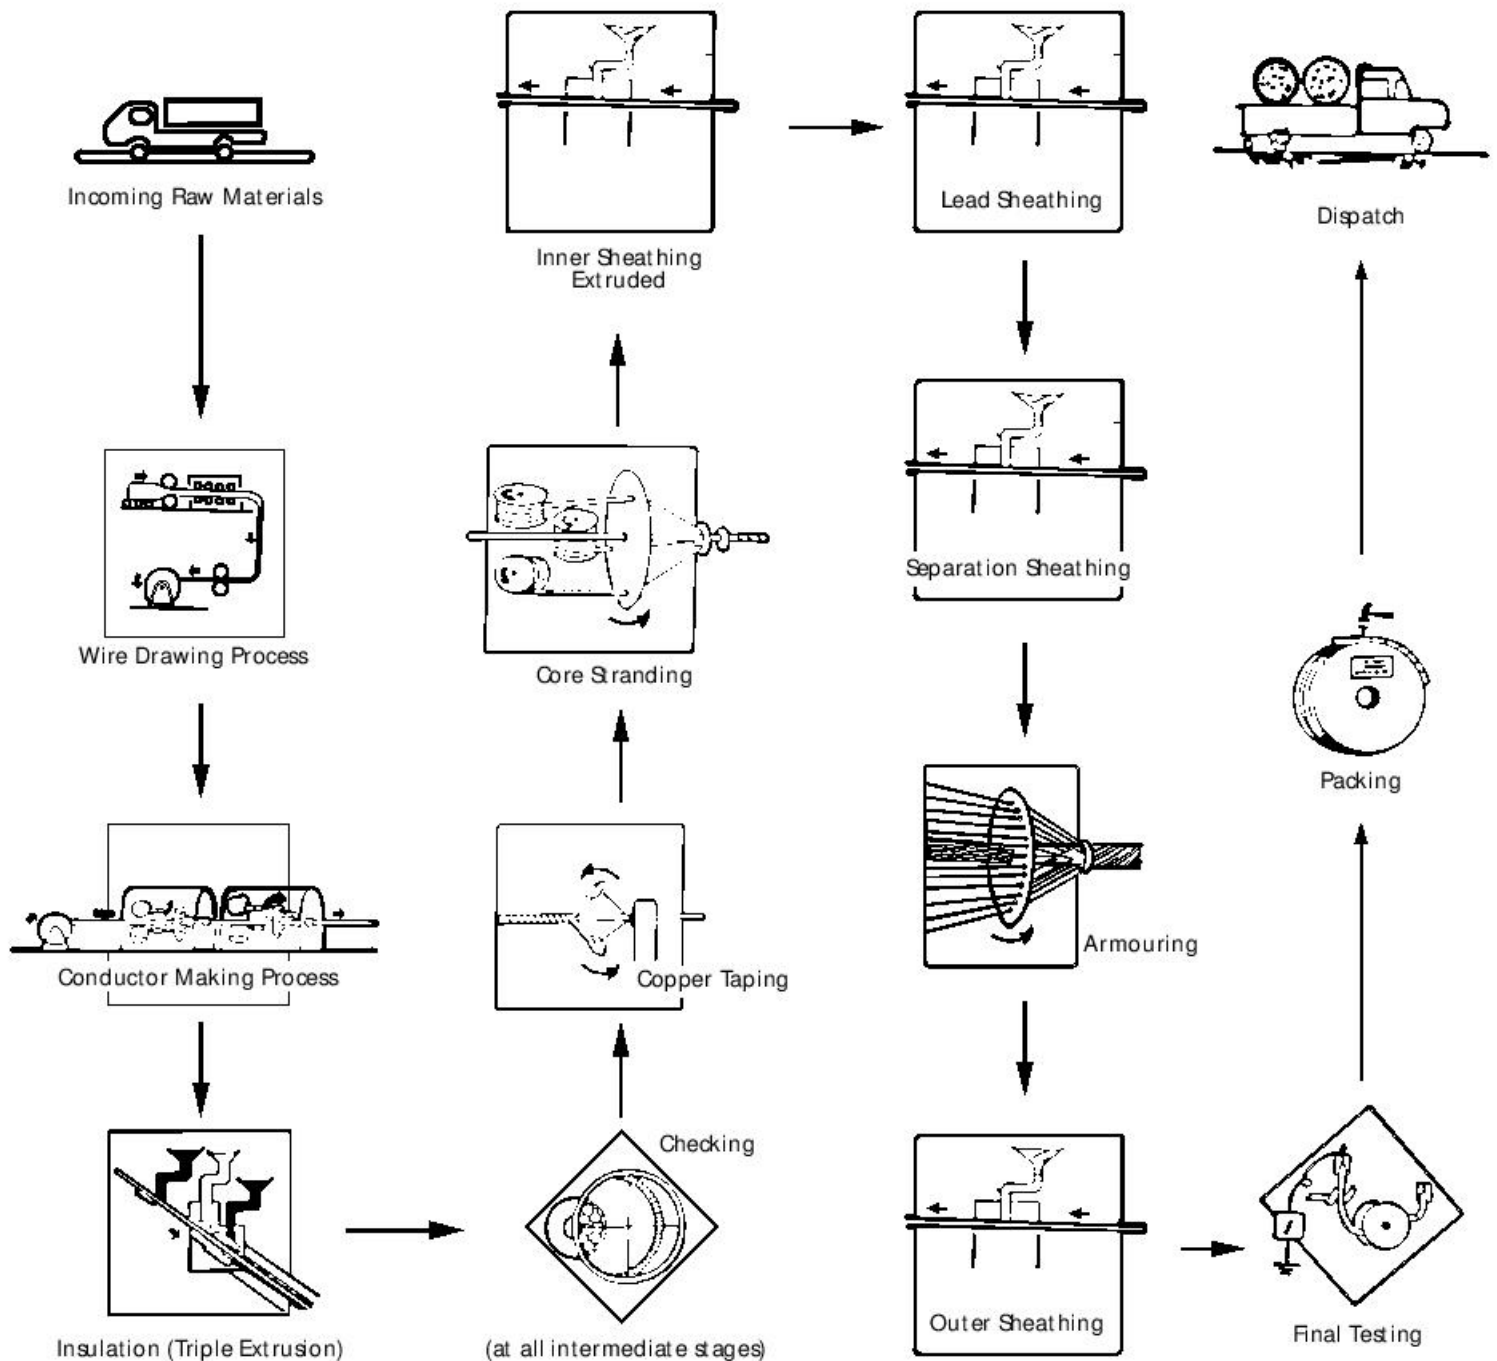 Incoming Raw Materials
Wire Drawing Process
Conductor Making Process
Insulation (Triple Extrusion)
Checking
(at all intermediate stages)
Copper Taping
Core Stranding
Inner Sheathing
Extruded
Lead Sheathing
Separation Sheathing
Armouring
Outer Sheathing
Final Testing
Packing
Dispatch